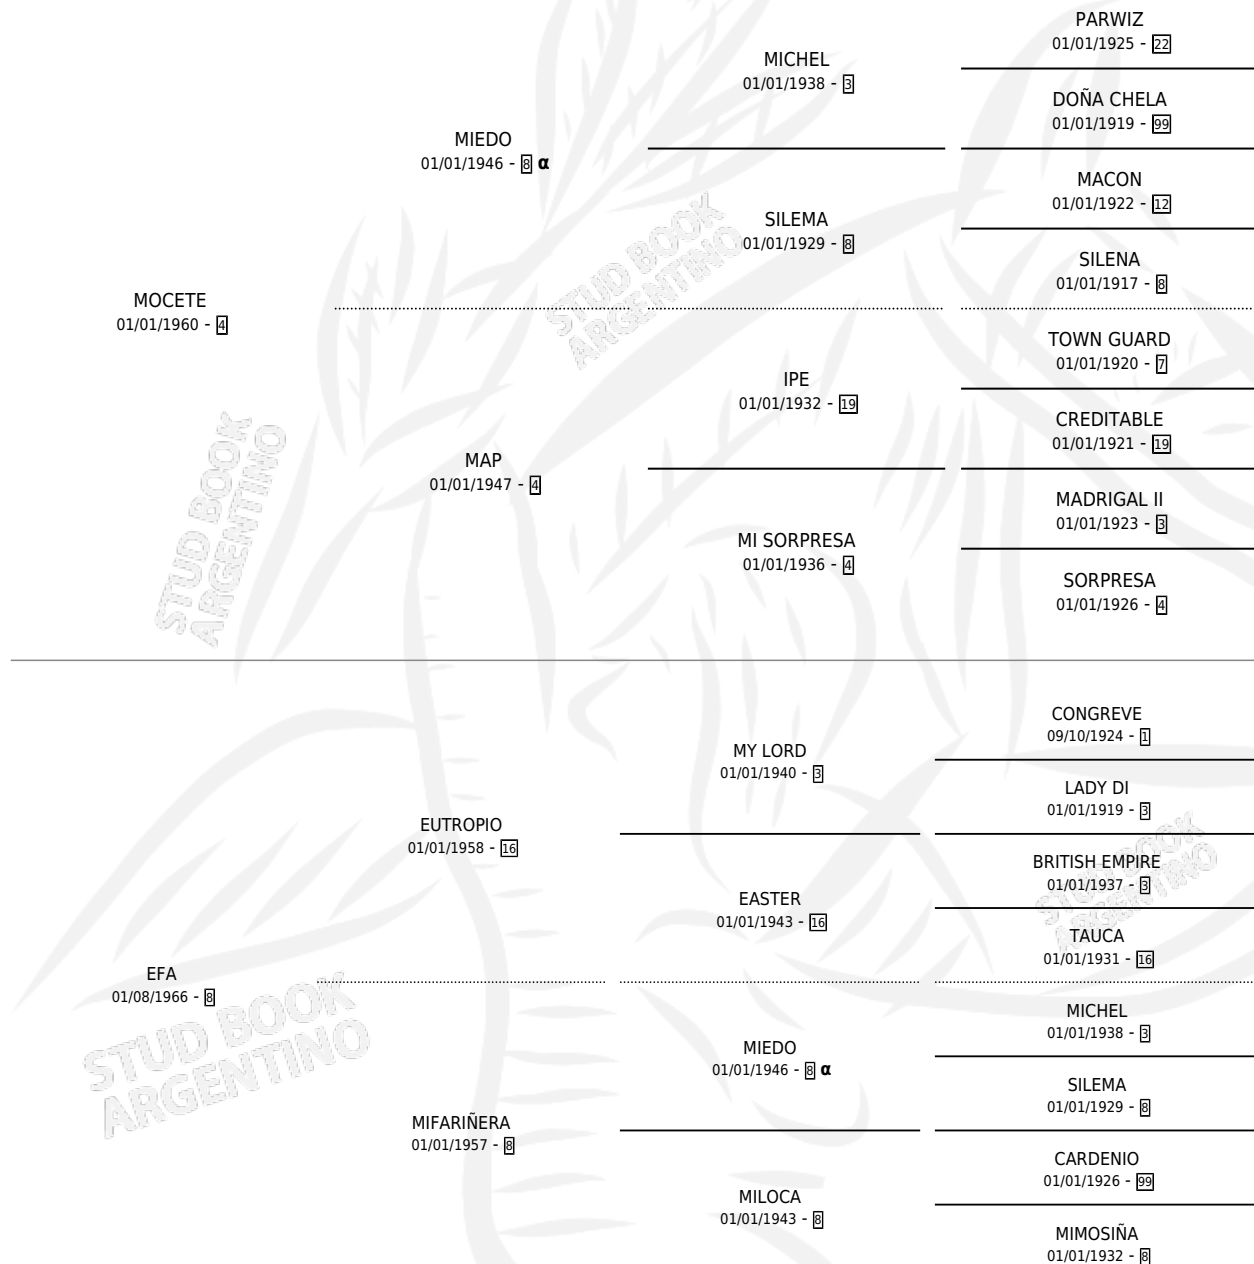 PARWIZ
01/01/1925 - 22
MICHEL
01/01/1938 - 3
DOÑA CHELA
01/01/1919 - 99
MIEDO
01/01/1946 - 8 α
MACON
01/01/1922 - 12
SILEMA
01/01/1929 - 8
SILENA
01/01/1917 - 8
MOCETE
01/01/1960 - 4
TOWN GUARD
01/01/1920 - 7
IPE
01/01/1932 - 19
CREDITABLE
01/01/1921 - 19
MAP
01/01/1947 - 4
MADRIGAL II
01/01/1923 - 3
MI SORPRESA
01/01/1936 - 4
SORPRESA
01/01/1926 - 4
CONGREVE
09/10/1924 - 1
MY LORD
01/01/1940 - 3
LADY DI
01/01/1919 - 3
EUTROPIO
01/01/1958 - 16
BRITISH EMPIRE
01/01/1937 - 3
EASTER
01/01/1943 - 16
TAUCA
01/01/1931 - 16
EFA
01/08/1966 - 8
MICHEL
01/01/1938 - 3
MIEDO
01/01/1946 - 8 α
SILEMA
01/01/1929 - 8
MIFARIÑERA
01/01/1957 - 8
CARDENIO
01/01/1926 - 99
MILOCA
01/01/1943 - 8
MIMOSIÑA
01/01/1932 - 8
STUD BOOK
ARGENTINO
STUD BOOK
ARGENTINO
STUD BOOK
ARGENTINO
STUD BOOK
ARGENTINO